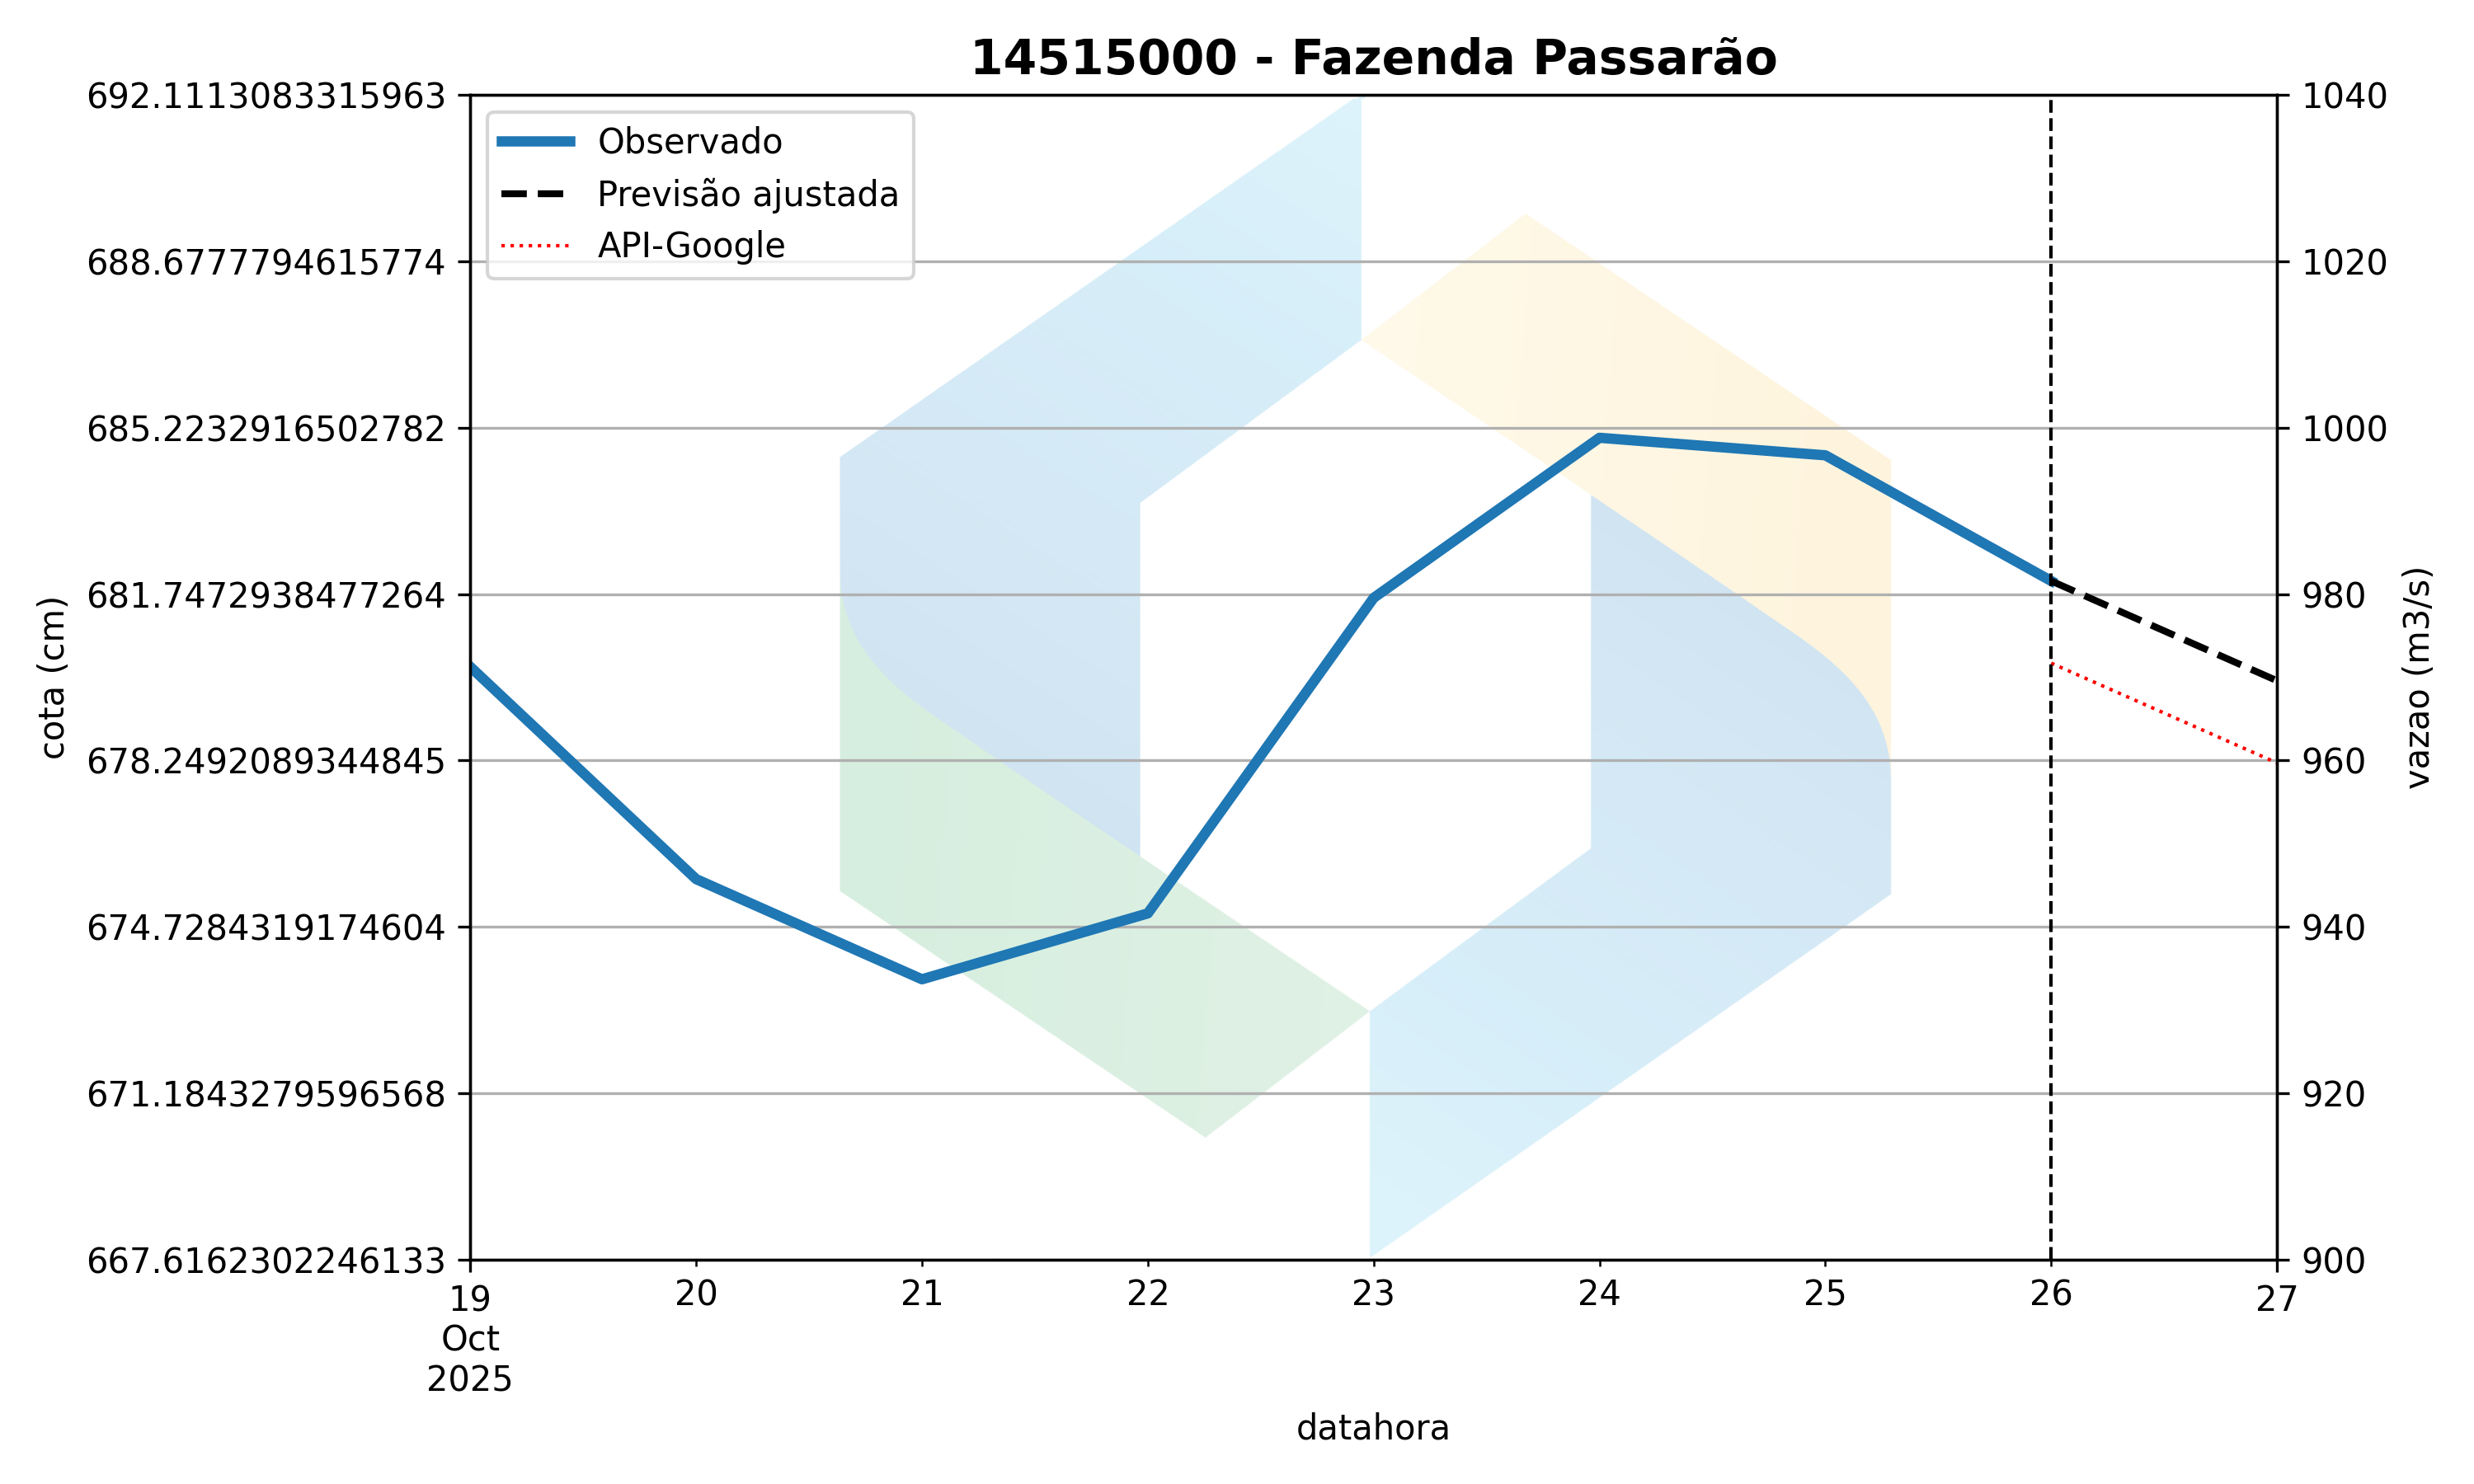 14515000 - Fazenda Passarão
Observado
Previsão ajustada
API-Google
692.1113083315963
688.6777794615774
685.2232916502782
681.7472938477264
678.2492089344845
674.7284319174604
671.1843279596568
667.6162302246133
cota (cm)
1040
1020
1000
980
960
940
920
900
vazao (m3/s)
19 20 21 22 23 24 25 26 27
Oct
2025
datahora